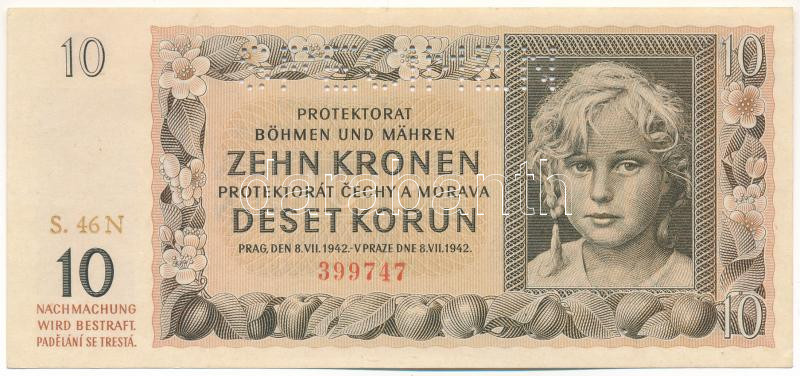 10
10
PROTEKTORAT
BÖHMEN UND MÄHREN
ZEHN KRONEN
PROTEKTORÁT ČECHY A MORAVA
DESET KORUN
PRAG, DEN 8.VII.1942.-V PRAZE DNE 8.VII.1942.
399747
S. 46 N
10
NACHMACHUNG
WIRD BESTRAFT.
PADĚLÁNÍ SE TRESTÁ.
10
darabanth